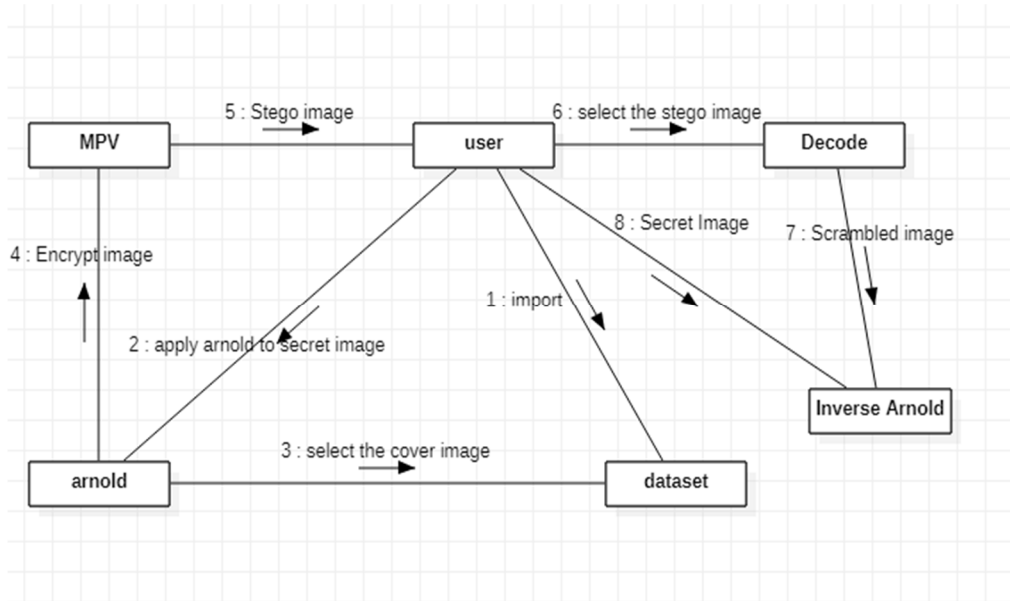 5 : Stego image
6 : select the stego image
MPV
user
Decode
8 : Secret Image
7 : Scrambled image
4 : Encrypt image
1 : import
2 : apply arnold to secret image
Inverse Arnold
3 : select the cover image
arnold
dataset